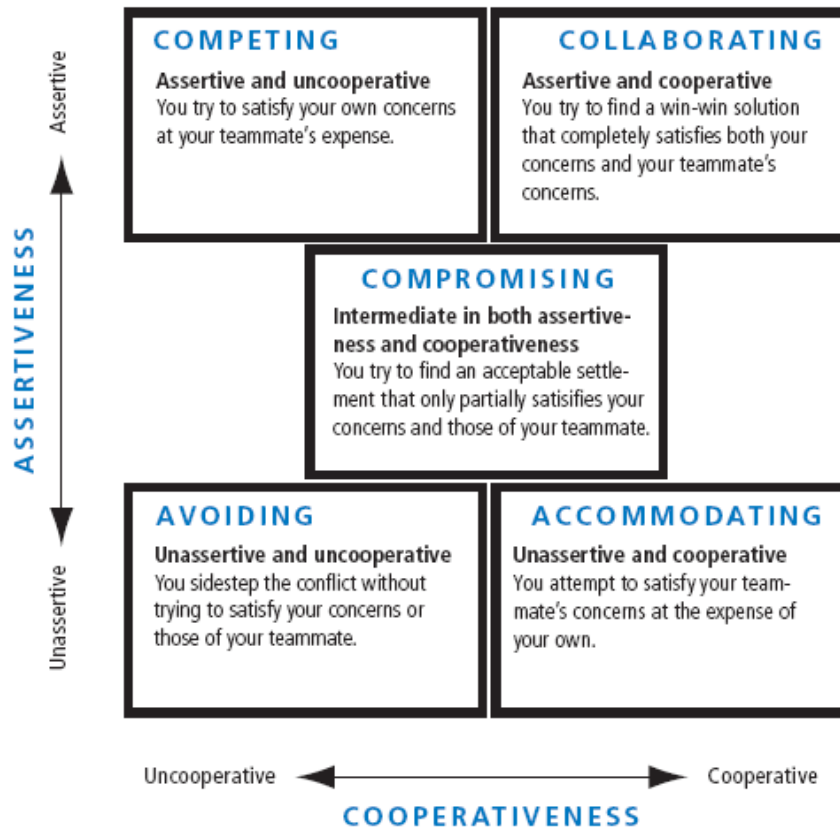 COMPETING
Assertive and uncooperative
You try to satisfy your own concerns
at your teammate's expense.
COLLABORATING
Assertive and cooperative
You try to find a win-win solution
that completely satisfies both your
concerns and your teammate's
concerns.
Assertive
ASSERTIVENESS
Unassertive
COMPROMISING
Intermediate in both assertive-
ness and cooperativeness
You try to find an acceptable settle-
ment that only partially satisifies your
concerns and those of your teammate.
AVOIDING
Unassertive and uncooperative
You sidestep the conflict without
trying to satisfy your concerns or
those of your teammate.
ACCOMMODATING
Unassertive and cooperative
You attempt to satisfy your team-
mate's concerns at the expense of
your own.
Uncooperative
Cooperative
COOPERATIVENESS